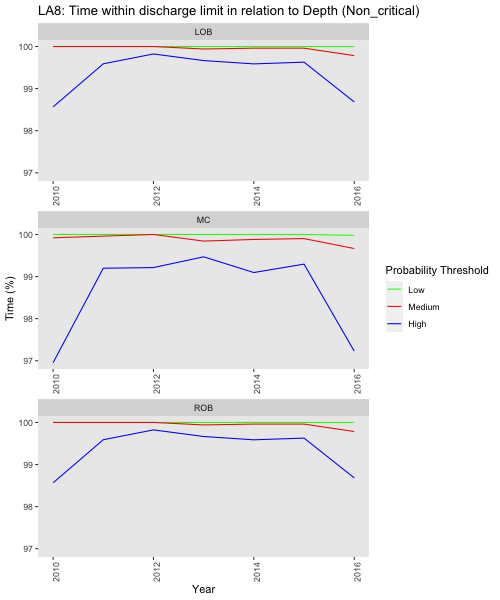 LA8: Time within discharge limit in relation to Depth (Non_critical)
LOB
100
99
98
97
2010
2012
2014
2016
MC
100
99
98
97
2010
2012
2014
2016
ROB
100
99
98
97
2010
2012
2014
2016
Time (%)
Year
Probability Threshold
Low
Medium
High